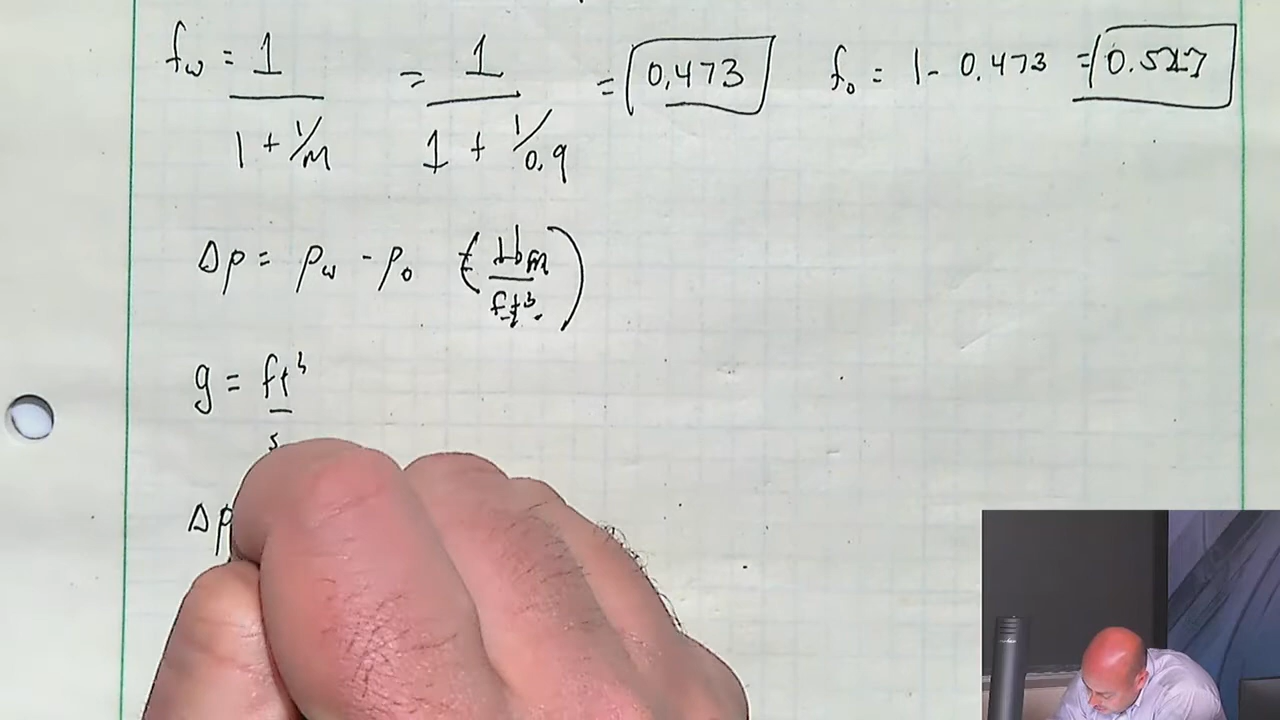 f_w = 1 / (1 + 1/M) = 1 / (1 + 1/0.9) = 0.473 f_o = 1 - 0.473 = 0.527
Δρ = ρ_w - ρ_o (= lbm / ft³)
g = ft³ / s
Δρ